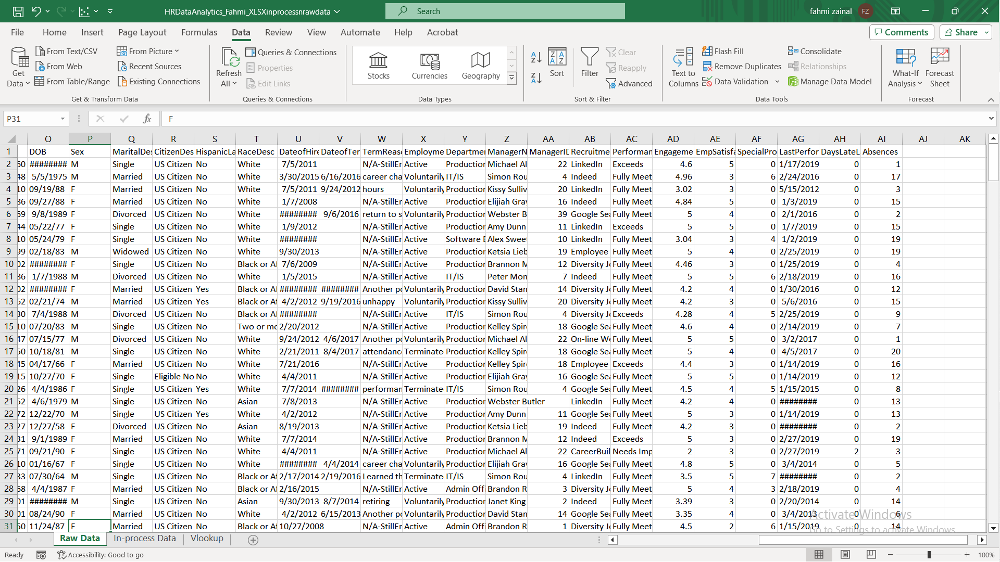 HRDataAnalytics_Fahmi_XLSXinprocessnrawdata
Search
fahmi zainal FZ
File Home Insert Page Layout Formulas Data Review View Automate Help Acrobat Comments Share
Get Data
From Text/CSV
From Web
From Table/Range
From Picture
Recent Sources
Existing Connections
Get & Transform Data
Refresh All
Queries & Connections
Properties
Edit Links
Queries & Connections
Stocks Currencies Geography
Data Types
Sort
Filter
Clear
Reapply
Advanced
Sort & Filter
Text to Columns
Flash Fill
Remove Duplicates
Data Validation
Consolidate
Relationships
Manage Data Model
Data Tools
What-If Analysis
Forecast Sheet
Forecast
P31 fx F
O P Q R S T U V W X Y Z AA AB AC AD AE AF AG AH AI AJ AK
1 DOB Sex MaritalDes CitizenDes HispanicLa RaceDesc DateofHire DateofTer TermReaso Employme Departmen ManagerN ManagerID Recruitme Performan Engageme EmpSatisfa SpecialPro LastPerfor DaysLateL Absences
2 60 ######## M Single US Citizen No White 7/5/2011 N/A-StillEr Active Production Michael Al 22 LinkedIn Exceeds 4.6 5 0 1/17/2019 0 1
3 48 5/5/1975 M Married US Citizen No White 3/30/2015 6/16/2016 career cha Voluntarily IT/IS Simon Rou 4 Indeed Fully Meet 4.96 3 6 2/24/2016 0 17
4 10 09/19/88 F Married US Citizen No White 7/5/2011 9/24/2012 hours Voluntarily Production Kissy Sulliv 20 LinkedIn Fully Meet 3.02 3 0 5/15/2012 0 3
5 86 09/27/88 F Married US Citizen No White 1/7/2008 N/A-StillEr Active Production Elijiah Gray 16 Indeed Fully Meet 4.84 5 0 1/3/2019 0 15
6 69 9/8/1989 F Divorced US Citizen No White ######## 9/6/2016 return to s Voluntarily Production Webster B 39 Google Sea Fully Meet 5 4 0 2/1/2016 0 2
7 44 05/22/77 F Single US Citizen No White 1/9/2012 N/A-StillEr Active Production Amy Dunn 11 LinkedIn Exceeds 5 5 0 1/7/2019 0 15
8 10 05/24/79 F Single US Citizen No White ######## N/A-StillEr Active Software E Alex Sweet 10 LinkedIn Fully Meet 3.04 3 4 1/2/2019 0 19
9 99 02/18/83 M Widowed US Citizen No White 9/30/2013 N/A-StillEr Active Production Ketsia Lieb 19 Employee Fully Meet 5 4 0 2/25/2019 0 19
10 02 ######## F Single US Citizen No Black or Af 7/6/2009 N/A-StillEr Active Production Brannon M 12 Diversity Jo Fully Meet 4.46 3 0 1/25/2019 0 4
11 86 1/7/1988 M Divorced US Citizen No White 1/5/2015 N/A-StillEr Active IT/IS Peter Mon 7 Indeed Fully Meet 5 5 6 2/18/2019 0 16
12 02 ######## F Married US Citizen Yes Black or Af ######## ######## Another po Voluntarily Production David Stan 14 Diversity Jo Fully Meet 4.2 4 0 1/30/2016 0 12
13 62 02/21/74 M Married US Citizen Yes Black or Af 4/2/2012 9/19/2016 unhappy Voluntarily Production Kissy Sulliv 20 Diversity Jo Fully Meet 4.2 3 0 5/6/2016 0 15
14 30 7/4/1988 M Divorced US Citizen No Black or Af ######## N/A-StillEr Active IT/IS Simon Rou 4 Diversity Jo Exceeds 4.28 4 5 2/25/2019 0 9
15 10 07/20/83 M Single US Citizen No Two or mo 2/20/2012 N/A-StillEr Active Production Kelley Spir 18 Google Sea Fully Meet 4.6 4 0 2/14/2019 0 7
16 47 07/15/77 M Divorced US Citizen No White 9/24/2012 4/6/2017 Another po Voluntarily Production Michael Al 22 On-line We Fully Meet 5 5 0 3/2/2017 0 1
17 60 10/18/81 M Single US Citizen No White 2/21/2011 8/4/2017 attendanc Terminate Production Kelley Spir 18 Google Sea Fully Meet 5 4 0 4/5/2017 0 20
18 45 04/17/66 F Married US Citizen No White 7/21/2016 N/A-StillEr Active Production Kelley Spir 18 Employee Exceeds 4.4 3 0 1/14/2019 0 16
19 15 10/27/70 F Single Eligible No No White 4/4/2011 N/A-StillEr Active Production Elijiah Gray 16 Google Sea Fully Meet 5 5 0 1/14/2019 0 12
20 26 4/4/1986 F Single US Citizen Yes White 7/7/2014 ######## performan Terminate IT/IS Simon Rou 4 Google Sea Fully Meet 4.5 4 5 1/15/2015 0 8
21 52 4/6/1979 M Single US Citizen No Asian 7/8/2013 N/A-StillEr Active Production Webster Butler LinkedIn Fully Meet 4.2 4 0 ######## 0 13
22 72 12/22/70 M Single US Citizen Yes White 4/2/2012 N/A-StillEr Active Production Amy Dunn 11 Google Sea Fully Meet 5 3 0 1/14/2019 0 13
23 27 12/27/58 F Divorced US Citizen No Asian 8/19/2013 N/A-StillEr Active Production Ketsia Lieb 19 Indeed Fully Meet 4.2 3 0 ######## 0 2
24 31 9/1/1989 F Married US Citizen No White 7/7/2014 N/A-StillEr Active Production Brannon M 12 Indeed Exceeds 5 3 0 2/27/2019 0 19
25 71 09/21/90 F Single US Citizen No White 4/4/2011 N/A-StillEr Active Production Michael Al 22 CareerBuil Needs Imp 2 3 0 2/27/2019 2 3
26 10 01/16/67 F Single US Citizen No White ######## 4/4/2014 career cha Voluntarily Production Elijiah Gray 16 Google Sea Fully Meet 4.8 5 0 3/4/2014 0 5
27 33 07/30/64 M Single US Citizen No Black or Af 2/17/2014 2/19/2016 Learned th Terminate IT/IS Simon Rou 4 LinkedIn Fully Meet 3.5 5 7 ######## 0 2
28 68 4/4/1987 F Married US Citizen No Black or Af 2/16/2015 N/A-StillEr Active Admin Offi Brandon R 3 Diversity Jo Fully Meet 5 4 3 2/18/2019 0 4
29 01 ######## M Single US Citizen No Asian 9/30/2013 8/7/2014 retiring Voluntarily Production Janet King 2 Indeed Fully Meet 3.39 3 0 2/20/2014 0 14
30 01 08/24/90 F Married US Citizen No White 4/2/2012 6/15/2013 Another po Voluntarily Production David Stan 14 Google Sea Fully Meet 3.35 4 0 3/4/2013 0 6
31 50 11/24/87 F Married US Citizen No Black or Af 10/27/2008 N/A-StillEr Active Admin Offi Brandon R 1 Diversity Jo Fully Meet 4.5 2 6 1/15/2019 0 14
Activate Windows
Go to Settings to activate Windows.
Raw Data In-process Data Vlookup
Ready Accessibility: Good to go 100%